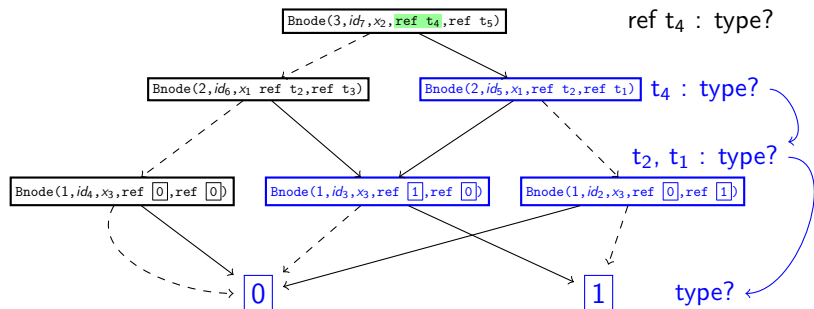 Bnode(3,id₇,x₂,ref t₄,ref t₅) ref t₄ : type?
Bnode(2,id₆,x₁ ref t₂,ref t₃) Bnode(2,id₅,x₁,ref t₂,ref t₁) t₄ : type?
t₂, t₁ : type?
Bnode(1,id₄,x₃,ref 0,ref 0) Bnode(1,id₃,x₃,ref 1,ref 0) Bnode(1,id₂,x₃,ref 0,ref 1)
0 1 type?